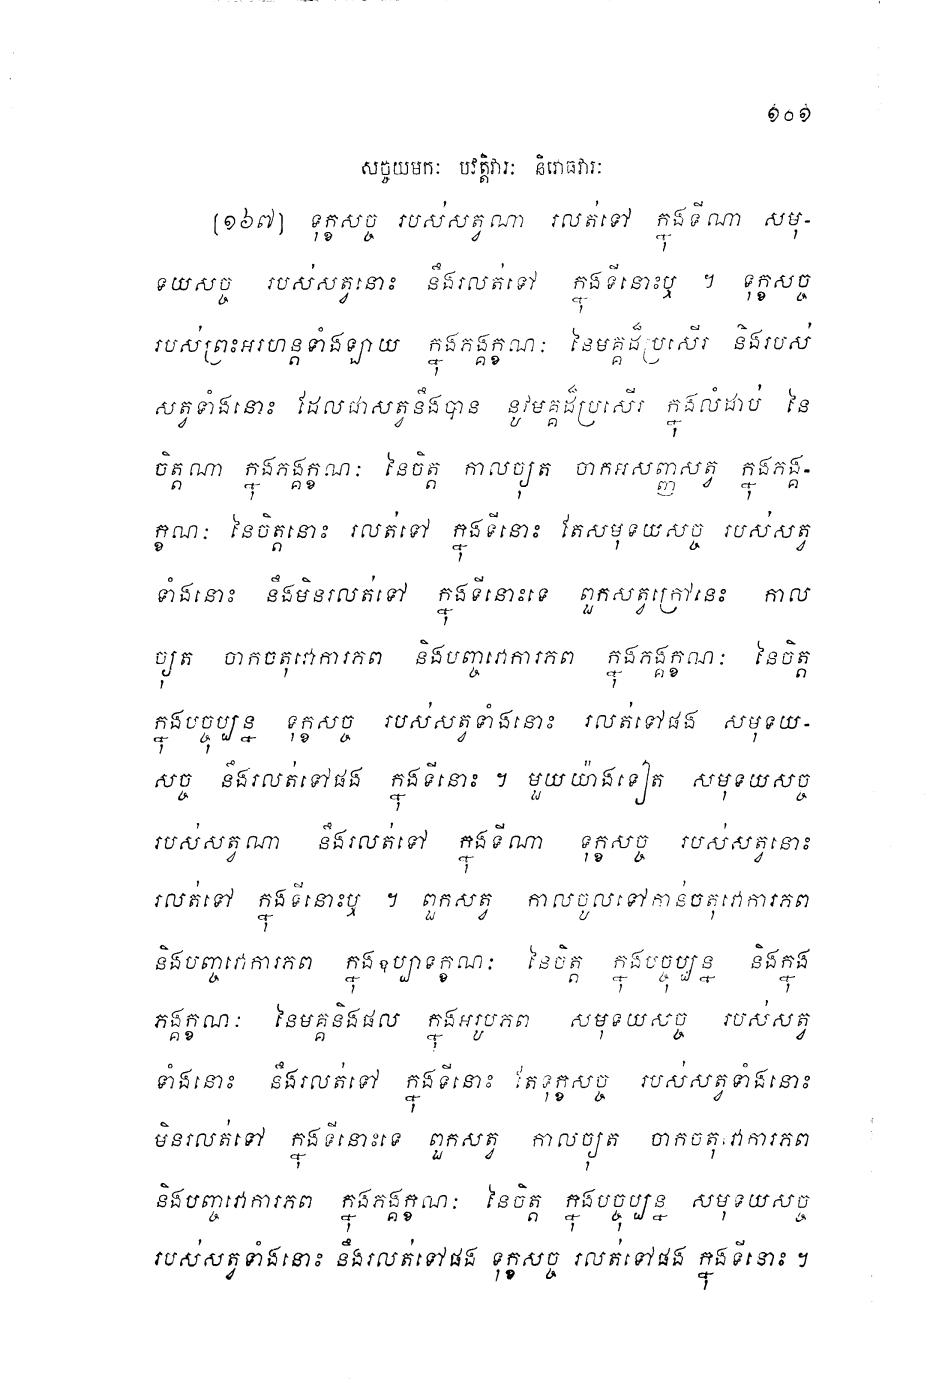 ១០១
សច្ចយមកៈ បវត្តិវារៈ និរោធវារៈ
[១៦៧] ទុក្ខសច្ច របស់សត្វណា រលត់ទៅ ក្នុងទីណា សមុ-
ទយសច្ច របស់សត្វនោះ នឹងរលត់ទៅ ក្នុងទីនោះឬ ។ ទុក្ខសច្ច
របស់ព្រះអរហន្តទាំងឡាយ ក្នុងភង្គក្ខណៈ នៃមគ្គដ៏ប្រសើរ និងរបស់
សត្វទាំងនោះ ដែលជាសត្វនឹងបាន នូវមគ្គដ៏ប្រសើរ ក្នុងលំដាប់ នៃ
ចិត្តណា ក្នុងភង្គក្ខណៈ នៃចិត្ត កាលច្យុត ចាកអសញ្ញសត្វ ក្នុងភង្គ-
ក្ខណៈ នៃចិត្តនោះ រលត់ទៅ ក្នុងទីនោះ តែសមុទយសច្ច របស់សត្វ
ទាំងនោះ នឹងមិនរលត់ទៅ ក្នុងទីនោះទេ ពួកសត្វក្រៅនេះ កាល
ច្យុត ចាកចតុវោការភព និងបញ្ចវោការភព ក្នុងភង្គក្ខណៈ នៃចិត្ត
ក្នុងបច្ចុប្បន្ន ទុក្ខសច្ច របស់សត្វទាំងនោះ រលត់ទៅផង សមុទយ-
សច្ច នឹងរលត់ទៅផង ក្នុងទីនោះ ។ មួយយ៉ាងទៀត សមុទយសច្ច
របស់សត្វណា នឹងរលត់ទៅ ក្នុងទីណា ទុក្ខសច្ច របស់សត្វនោះ
រលត់ទៅ ក្នុងទីនោះឬ ។ ពួកសត្វ កាលចូលទៅកាន់ចតុវោការភព
និងបញ្ចវោការភព ក្នុងឧប្បាទក្ខណៈ នៃចិត្ត ក្នុងបច្ចុប្បន្ន និងក្នុង
ភង្គក្ខណៈ នៃមគ្គនិងផល ក្នុងអរូបភព សមុទយសច្ច របស់សត្វ
ទាំងនោះ នឹងរលត់ទៅ ក្នុងទីនោះ តែទុក្ខសច្ច របស់សត្វទាំងនោះ
មិនរលត់ទៅ ក្នុងទីនោះទេ ពួកសត្វ កាលច្យុត ចាកចតុវោការភព
និងបញ្ចវោការភព ក្នុងភង្គក្ខណៈ នៃចិត្ត ក្នុងបច្ចុប្បន្ន សមុទយសច្ច
របស់សត្វទាំងនោះ នឹងរលត់ទៅផង ទុក្ខសច្ច រលត់ទៅផង ក្នុងទីនោះ ។